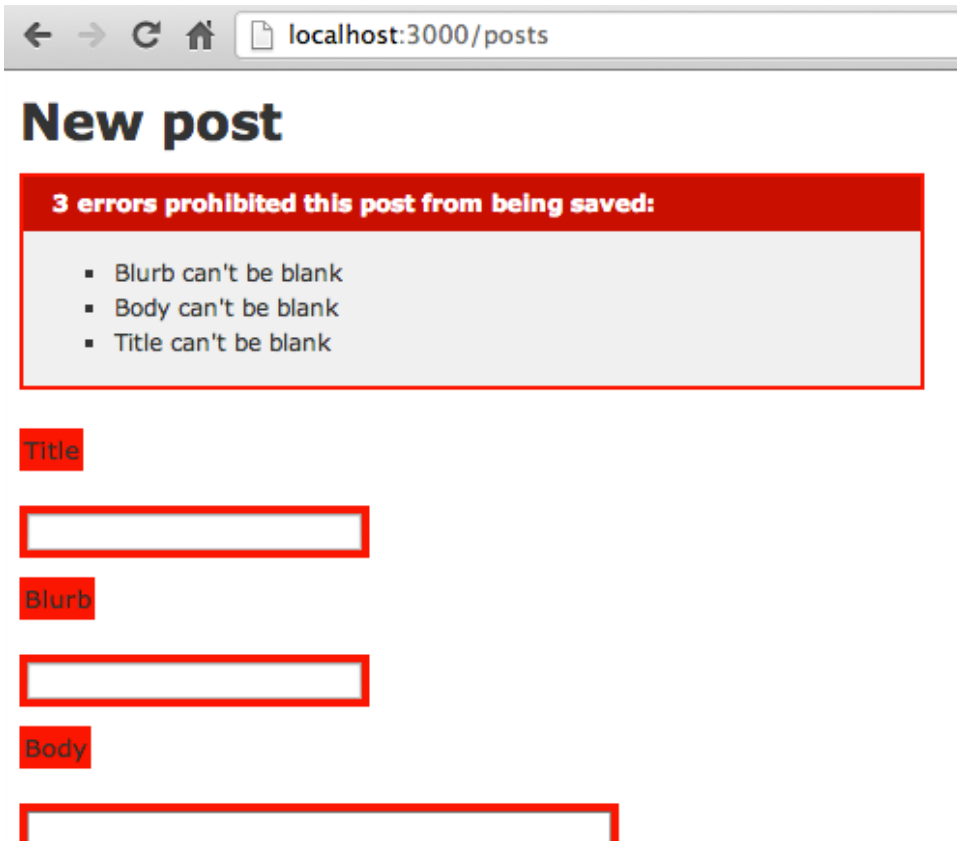 localhost:3000/posts
New post
3 errors prohibited this post from being saved:
Blurb can't be blank
Body can't be blank
Title can't be blank
Title
Blurb
Body